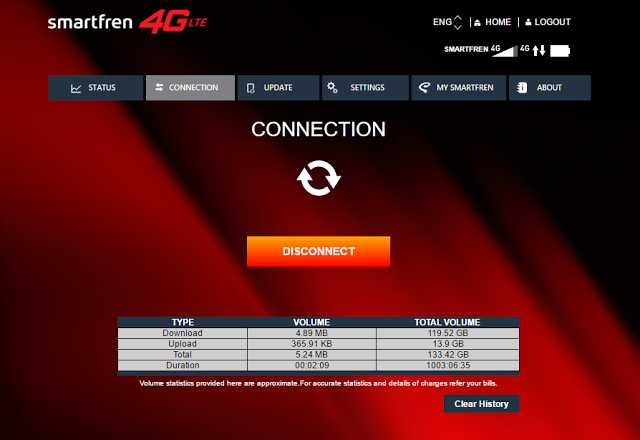 smartfren 4G LTE
ENG HOME LOGOUT
SMARTFREN 4G 4G
STATUS CONNECTION UPDATE SETTINGS MY SMARTFREN ABOUT
CONNECTION
DISCONNECT
TYPE VOLUME TOTAL VOLUME
Download 4.89 MB 119.52 GB
Upload 365.91 KB 13.9 GB
Total 5.24 MB 133.42 GB
Duration 00:02:09 1003:06:35
Volume statistics provided here are approximate.For accurate statistics and details of charges refer your bills.
Clear History